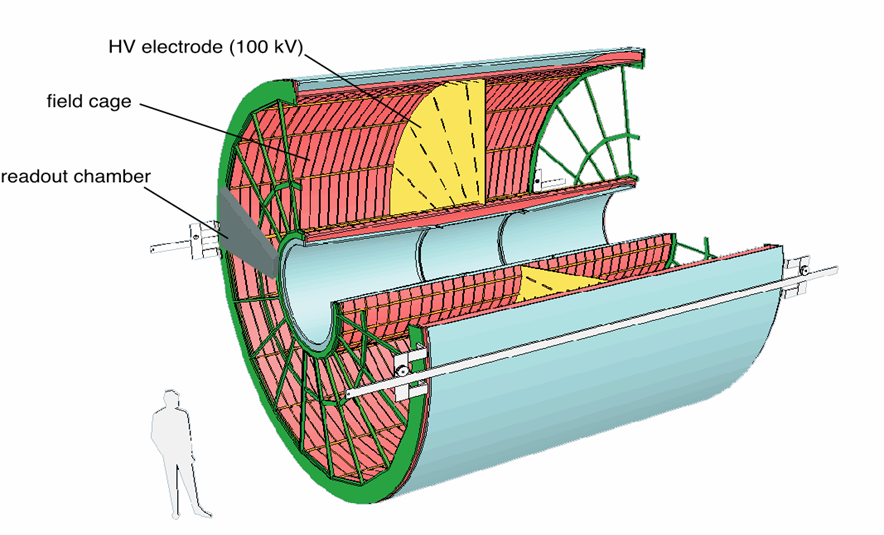 HV electrode (100 kV)
field cage
readout chamber